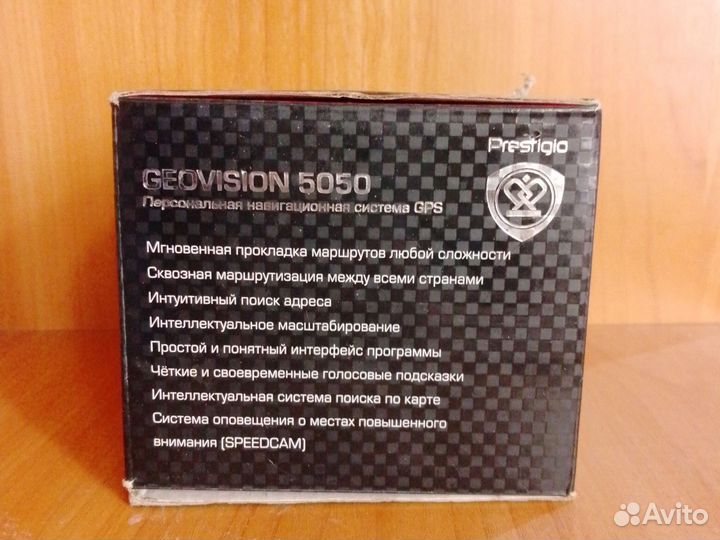 Prestigio
GEOVISION 5050
Персональная навигационная система GPS
Мгновенная прокладка маршрутов любой сложности
Сквозная маршрутизация между всеми странами
Интуитивный поиск адреса
Интеллектуальное масштабирование
Простой и понятный интерфейс программы
Чёткие и своевременные голосовые подсказки
Интеллектуальная система поиска по карте
Система оповещения о местах повышенного
внимания (SPEEDCAM)
Avito